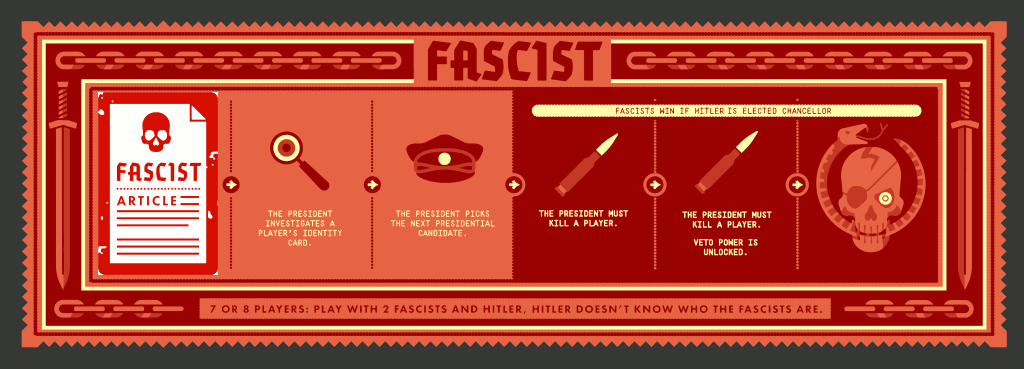 FASCIST
FASCISTS WIN IF HITLER IS ELECTED CHANCELLOR
FASCIST
ARTICLE
THE PRESIDENT
INVESTIGATES A
PLAYER'S IDENTITY
CARD.
THE PRESIDENT PICKS
THE NEXT PRESIDENTIAL
CANDIDATE.
THE PRESIDENT MUST
KILL A PLAYER.
THE PRESIDENT MUST
KILL A PLAYER.
VETO POWER IS
UNLOCKED.
7 OR 8 PLAYERS: PLAY WITH 2 FASCISTS AND HITLER, HITLER DOESN'T KNOW WHO THE FASCISTS ARE.